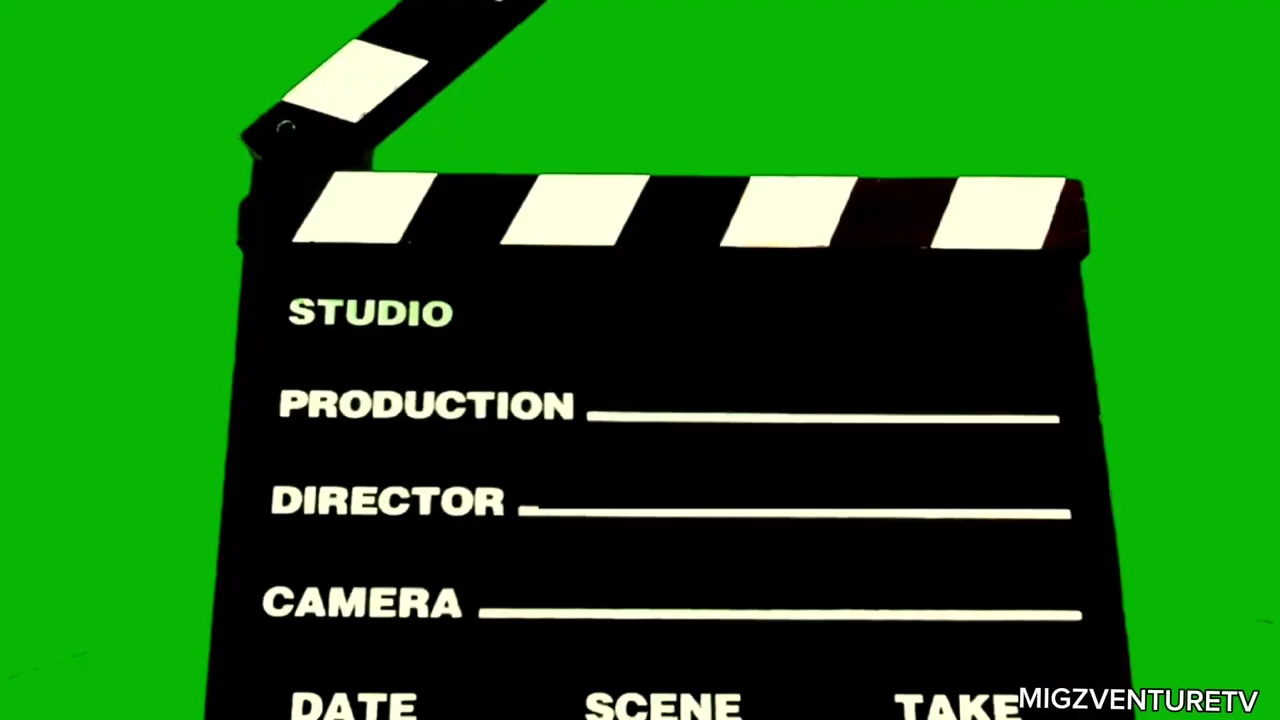 STUDIO
PRODUCTION
DIRECTOR
CAMERA
DATE SCENE TAKE
MIGZVENTURETV